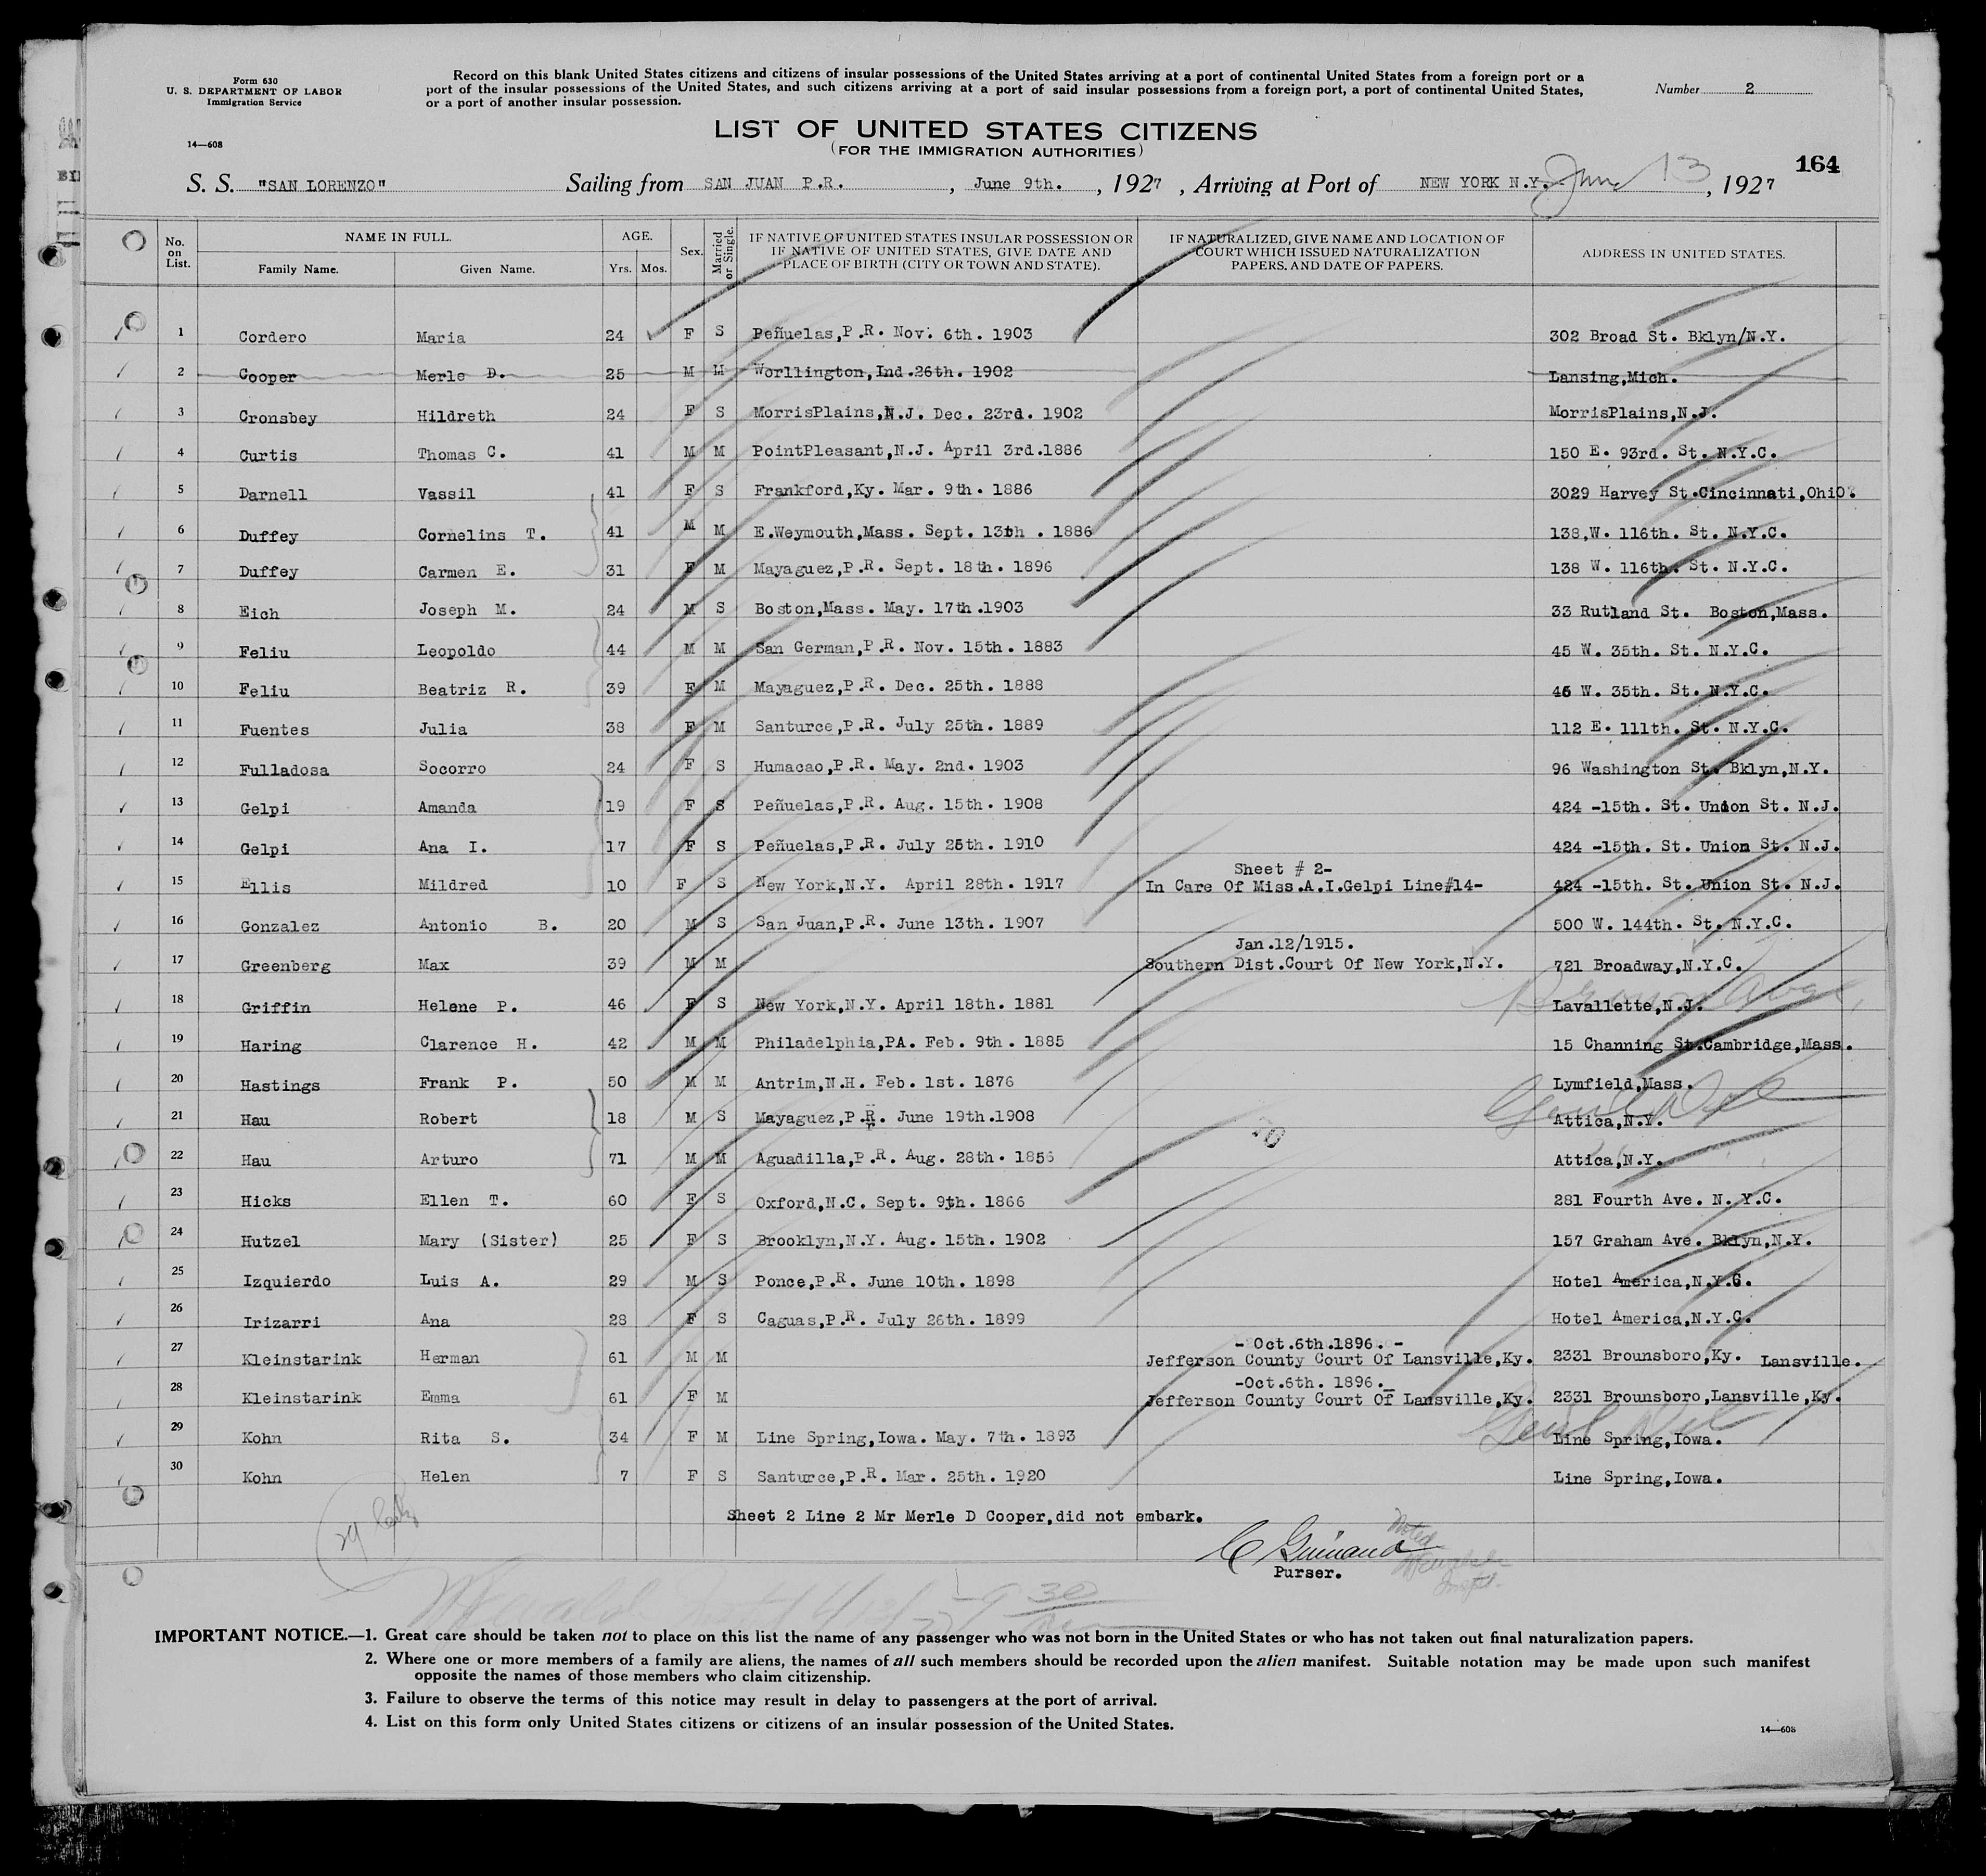 Form 630
U. S. DEPARTMENT OF LABOR
Immigration Service
14—608
Record on this blank United States citizens and citizens of insular possessions of the United States arriving at a port of continental United States from a foreign port or a
port of the insular possessions of the United States, and such citizens arriving at a port of said insular possessions from a foreign port, a port of continental United States,
or a port of another insular possession.
Number 2
LIST OF UNITED STATES CITIZENS
(FOR THE IMMIGRATION AUTHORITIES)
164
S. S. "SAN LORENZO" Sailing from SAN JUAN P.R. , June 9th. , 1927 , Arriving at Port of NEW YORK N.Y. June 13 , 1927
No. on List. NAME IN FULL. Family Name. Given Name. AGE. Yrs. Mos. Sex. Married or Single. IF NATIVE OF UNITED STATES INSULAR POSSESSION OR IF NATIVE OF UNITED STATES, GIVE DATE AND PLACE OF BIRTH (CITY OR TOWN AND STATE). IF NATURALIZED, GIVE NAME AND LOCATION OF COURT WHICH ISSUED NATURALIZATION PAPERS, AND DATE OF PAPERS. ADDRESS IN UNITED STATES.
1 Cordero Maria 24 F S Peñuelas,P.R. Nov. 6th. 1903 302 Broad St. Bklyn/N.Y.
2 Cooper Merle D. 25 M M Worllington,Ind.26th. 1902 Lansing,Mich.
3 Cronsbey Hildreth 24 F S MorrisPlains,N.J. Dec. 23rd. 1902 MorrisPlains,N.J.
4 Curtis Thomas C. 41 M M PointPleasant,N.J. April 3rd.1886 150 E. 93rd. St. N.Y.C.
5 Darnell Vassil 41 F S Frankford,Ky. Mar. 9th. 1886 3029 Harvey St.Cincinnati,OhiO.
6 Duffey Cornelins T. 41 M M E.Weymouth,Mass. Sept. 13th . 1886 138,W. 116th. St. N.Y.C.
7 Duffey Carmen E. 31 F M Mayaguez,P.R. Sept. 18th. 1896 138 W. 116th. St. N.Y.C.
8 Eich Joseph M. 24 M S Boston,Mass. May. 17th.1903 33 Rutland St. Boston,Mass.
9 Feliu Leopoldo 44 M M San German,P.R. Nov. 15th. 1883 45 W. 35th. St. N.Y.C.
10 Feliu Beatriz R. 39 F M Mayaguez,P.R. Dec. 25th. 1888 45 W. 35th. St. N.Y.C.
11 Fuentes Julia 38 F M Santurce,P.R. July 25th. 1889 112 E. 111th. St. N.Y.C.
12 Fulladosa Socorro 24 F S Humacao,P.R. May. 2nd. 1903 96 Washington St. Bklyn,N.Y.
13 Gelpi Amanda 19 F S Peñuelas,P.R. Aug. 15th. 1908 424 -15th. St. Union St. N.J.
14 Gelpi Ana I. 17 F S Peñuelas,P.R. July 25th. 1910 424 -15th. St. Union St. N.J.
Sheet # 2-
15 Ellis Mildred 10 F S New York,N.Y. April 28th. 1917 In Care Of Miss.A.I.Gelpi Line#14- 424 -15th. St. Union St. N.J.
16 Gonzalez Antonio B. 20 M S San Juan,P.R. June 13th. 1907 500 W. 144th. St. N.Y.C.
Jan.12/1915.
17 Greenberg Max 39 M M Southern Dist.Court Of New York,N.Y. 721 Broadway,N.Y.C.
18 Griffin Helene P. 46 F S New York,N.Y. April 18th. 1881 Lavallette,N.J.
19 Haring Clarence H. 42 M M Philadelphia,PA. Feb. 9th. 1885 15 Channing St.Cambridge,Mass.
20 Hastings Frank P. 50 M M Antrim,N.H. Feb. 1st. 1876 Lymfield,Mass.
21 Hau Robert 18 M S Mayaguez,P.R. June 19th.1908 Attica,N.Y.
22 Hau Arturo 71 M M Aguadilla,P.R. Aug. 28th. 1856 Attica,N.Y.
23 Hicks Ellen T. 60 F S Oxford,N.C. Sept. 9th. 1866 281 Fourth Ave. N.Y.C.
24 Hutzel Mary (Sister) 25 F S Brooklyn,N.Y. Aug. 15th. 1902 157 Graham Ave. Bklyn,N.Y.
25 Izquierdo Luis A. 29 M S Ponce,P.R. June 10th. 1898 Hotel America,N.Y.C.
26 Irizarri Ana 28 F S Caguas,P.R. July 26th. 1899 Hotel America,N.Y.C.
- Oct.6th.1896. -
27 Kleinstarink Herman 61 M M Jefferson County Court Of Lansville,Ky. 2331 Brounsboro,Ky. Lansville.
-Oct.6th. 1896.
28 Kleinstarink Emma 61 F M Jefferson County Court Of Lansville,Ky. 2331 Brounsboro,Lansville,Ky.
29 Kohn Rita S. 34 F M Line Spring,Iowa. May. 7th. 1893 Line Spring,Iowa.
30 Kohn Helen 7 F S Santurce,P.R. Mar. 25th. 1920 Line Spring,Iowa.
Sheet 2 Line 2 Mr Merle D Cooper,did not embark.
Noted
Purser.
IMPORTANT NOTICE.—1. Great care should be taken not to place on this list the name of any passenger who was not born in the United States or who has not taken out final naturalization papers.
2. Where one or more members of a family are aliens, the names of all such members should be recorded upon the alien manifest. Suitable notation may be made upon such manifest
opposite the names of those members who claim citizenship.
3. Failure to observe the terms of this notice may result in delay to passengers at the port of arrival.
4. List on this form only United States citizens or citizens of an insular possession of the United States.
14—608